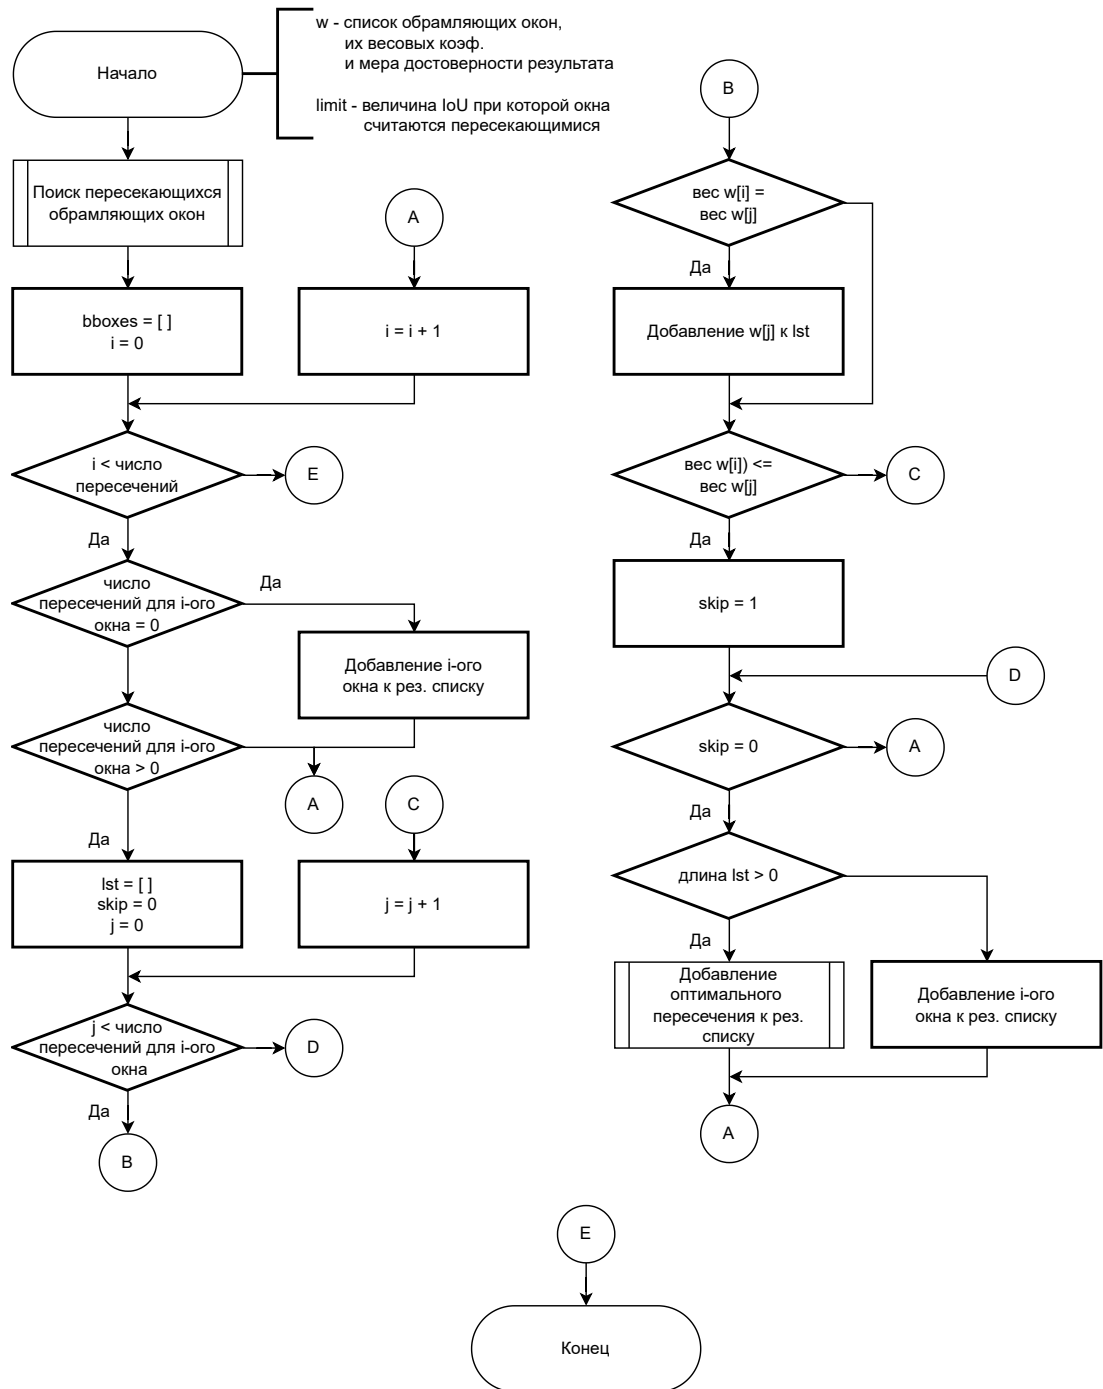 Начало
w - список обрамляющих окон,
их весовых коэф.
и мера достоверности результата
limit - величина IoU при которой окна
считаются пересекающимися
Поиск пересекающихся
обрамляющих окон
A
bboxes = [ ]
i = 0
i = i + 1
i < число
пересечений
E
Да
число
пересечений для i-ого
окна = 0
Да
Добавление i-ого
окна к рез. списку
число
пересечений для i-ого
окна > 0
A
C
Да
lst = [ ]
skip = 0
j = 0
j = j + 1
j < число
пересечений для i-ого
окна
D
Да
B
B
вес w[i] =
вес w[j]
Да
Добавление w[j] к lst
вес w[i]) <=
вес w[j]
C
Да
skip = 1
D
skip = 0
A
Да
длина lst > 0
Да
Добавление
оптимального
пересечения к рез.
списку
Добавление i-ого
окна к рез. списку
A
E
Конец